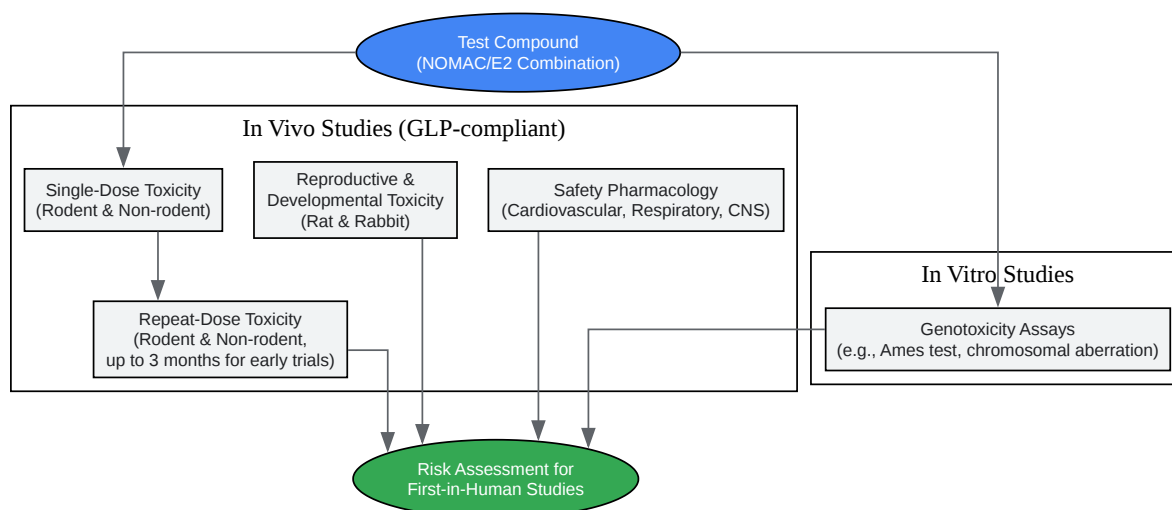 Test Compound
(NOMAC/E2 Combination)
In Vivo Studies (GLP-compliant)
Single-Dose Toxicity
(Rodent & Non-rodent)
Reproductive &
Developmental Toxicity
(Rat & Rabbit)
Safety Pharmacology
(Cardiovascular, Respiratory, CNS)
Repeat-Dose Toxicity
(Rodent & Non-rodent,
up to 3 months for early trials)
In Vitro Studies
Genotoxicity Assays
(e.g., Ames test, chromosomal aberration)
Risk Assessment for
First-in-Human Studies